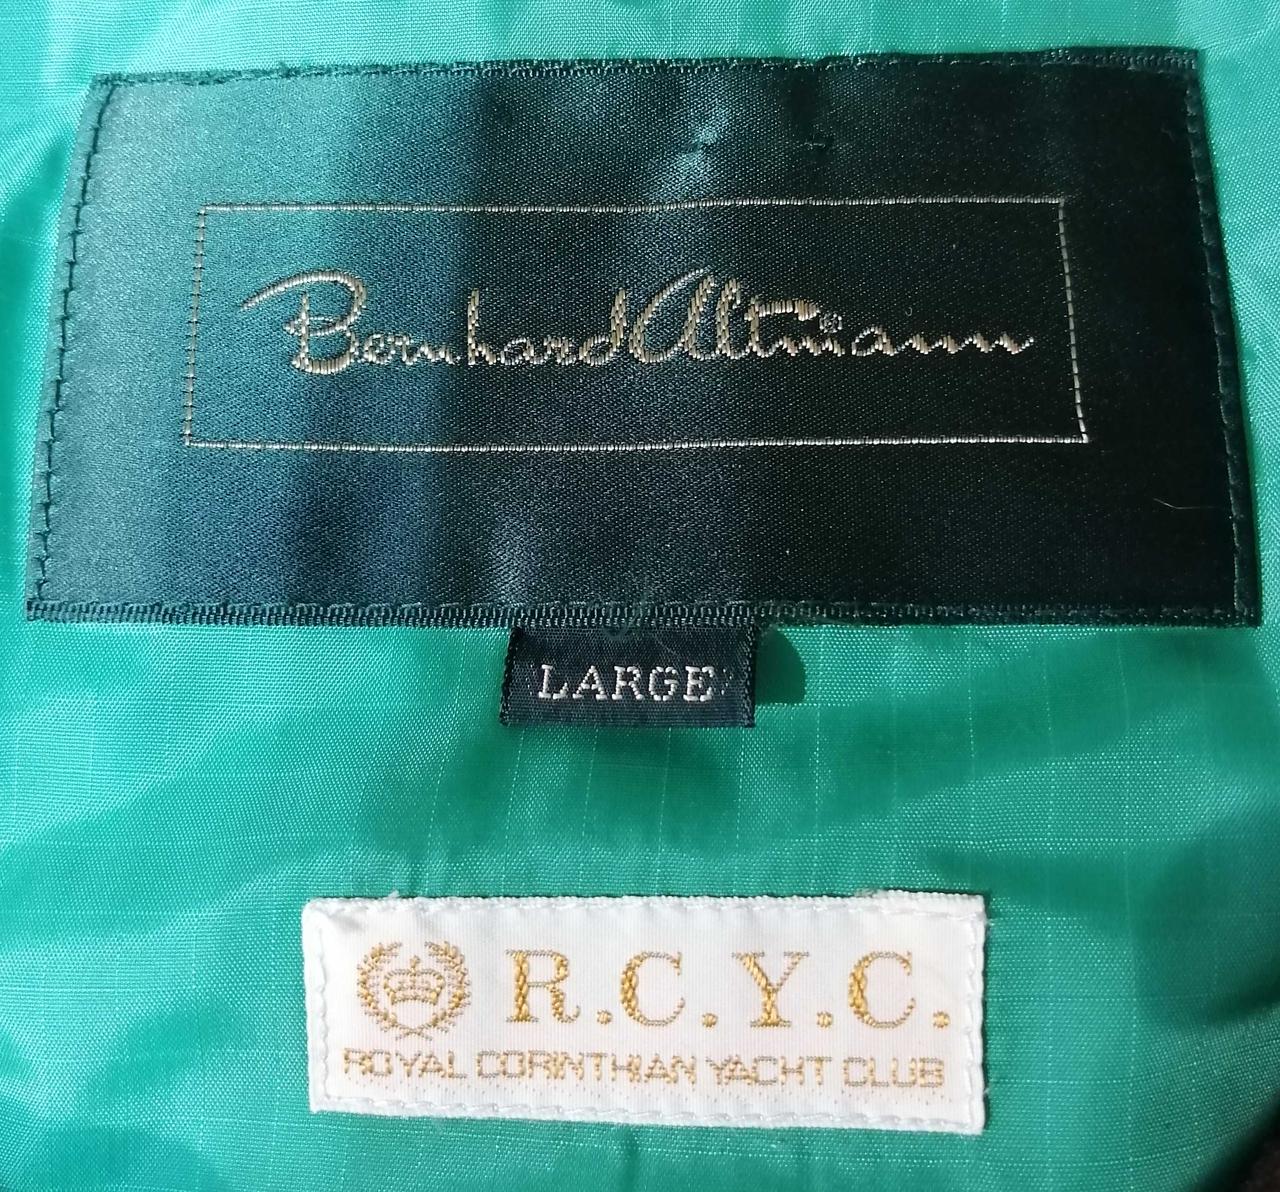 Bernhard Altmann®
LARGE
R.C.Y.C.
ROYAL CORINTHIAN YACHT CLUB